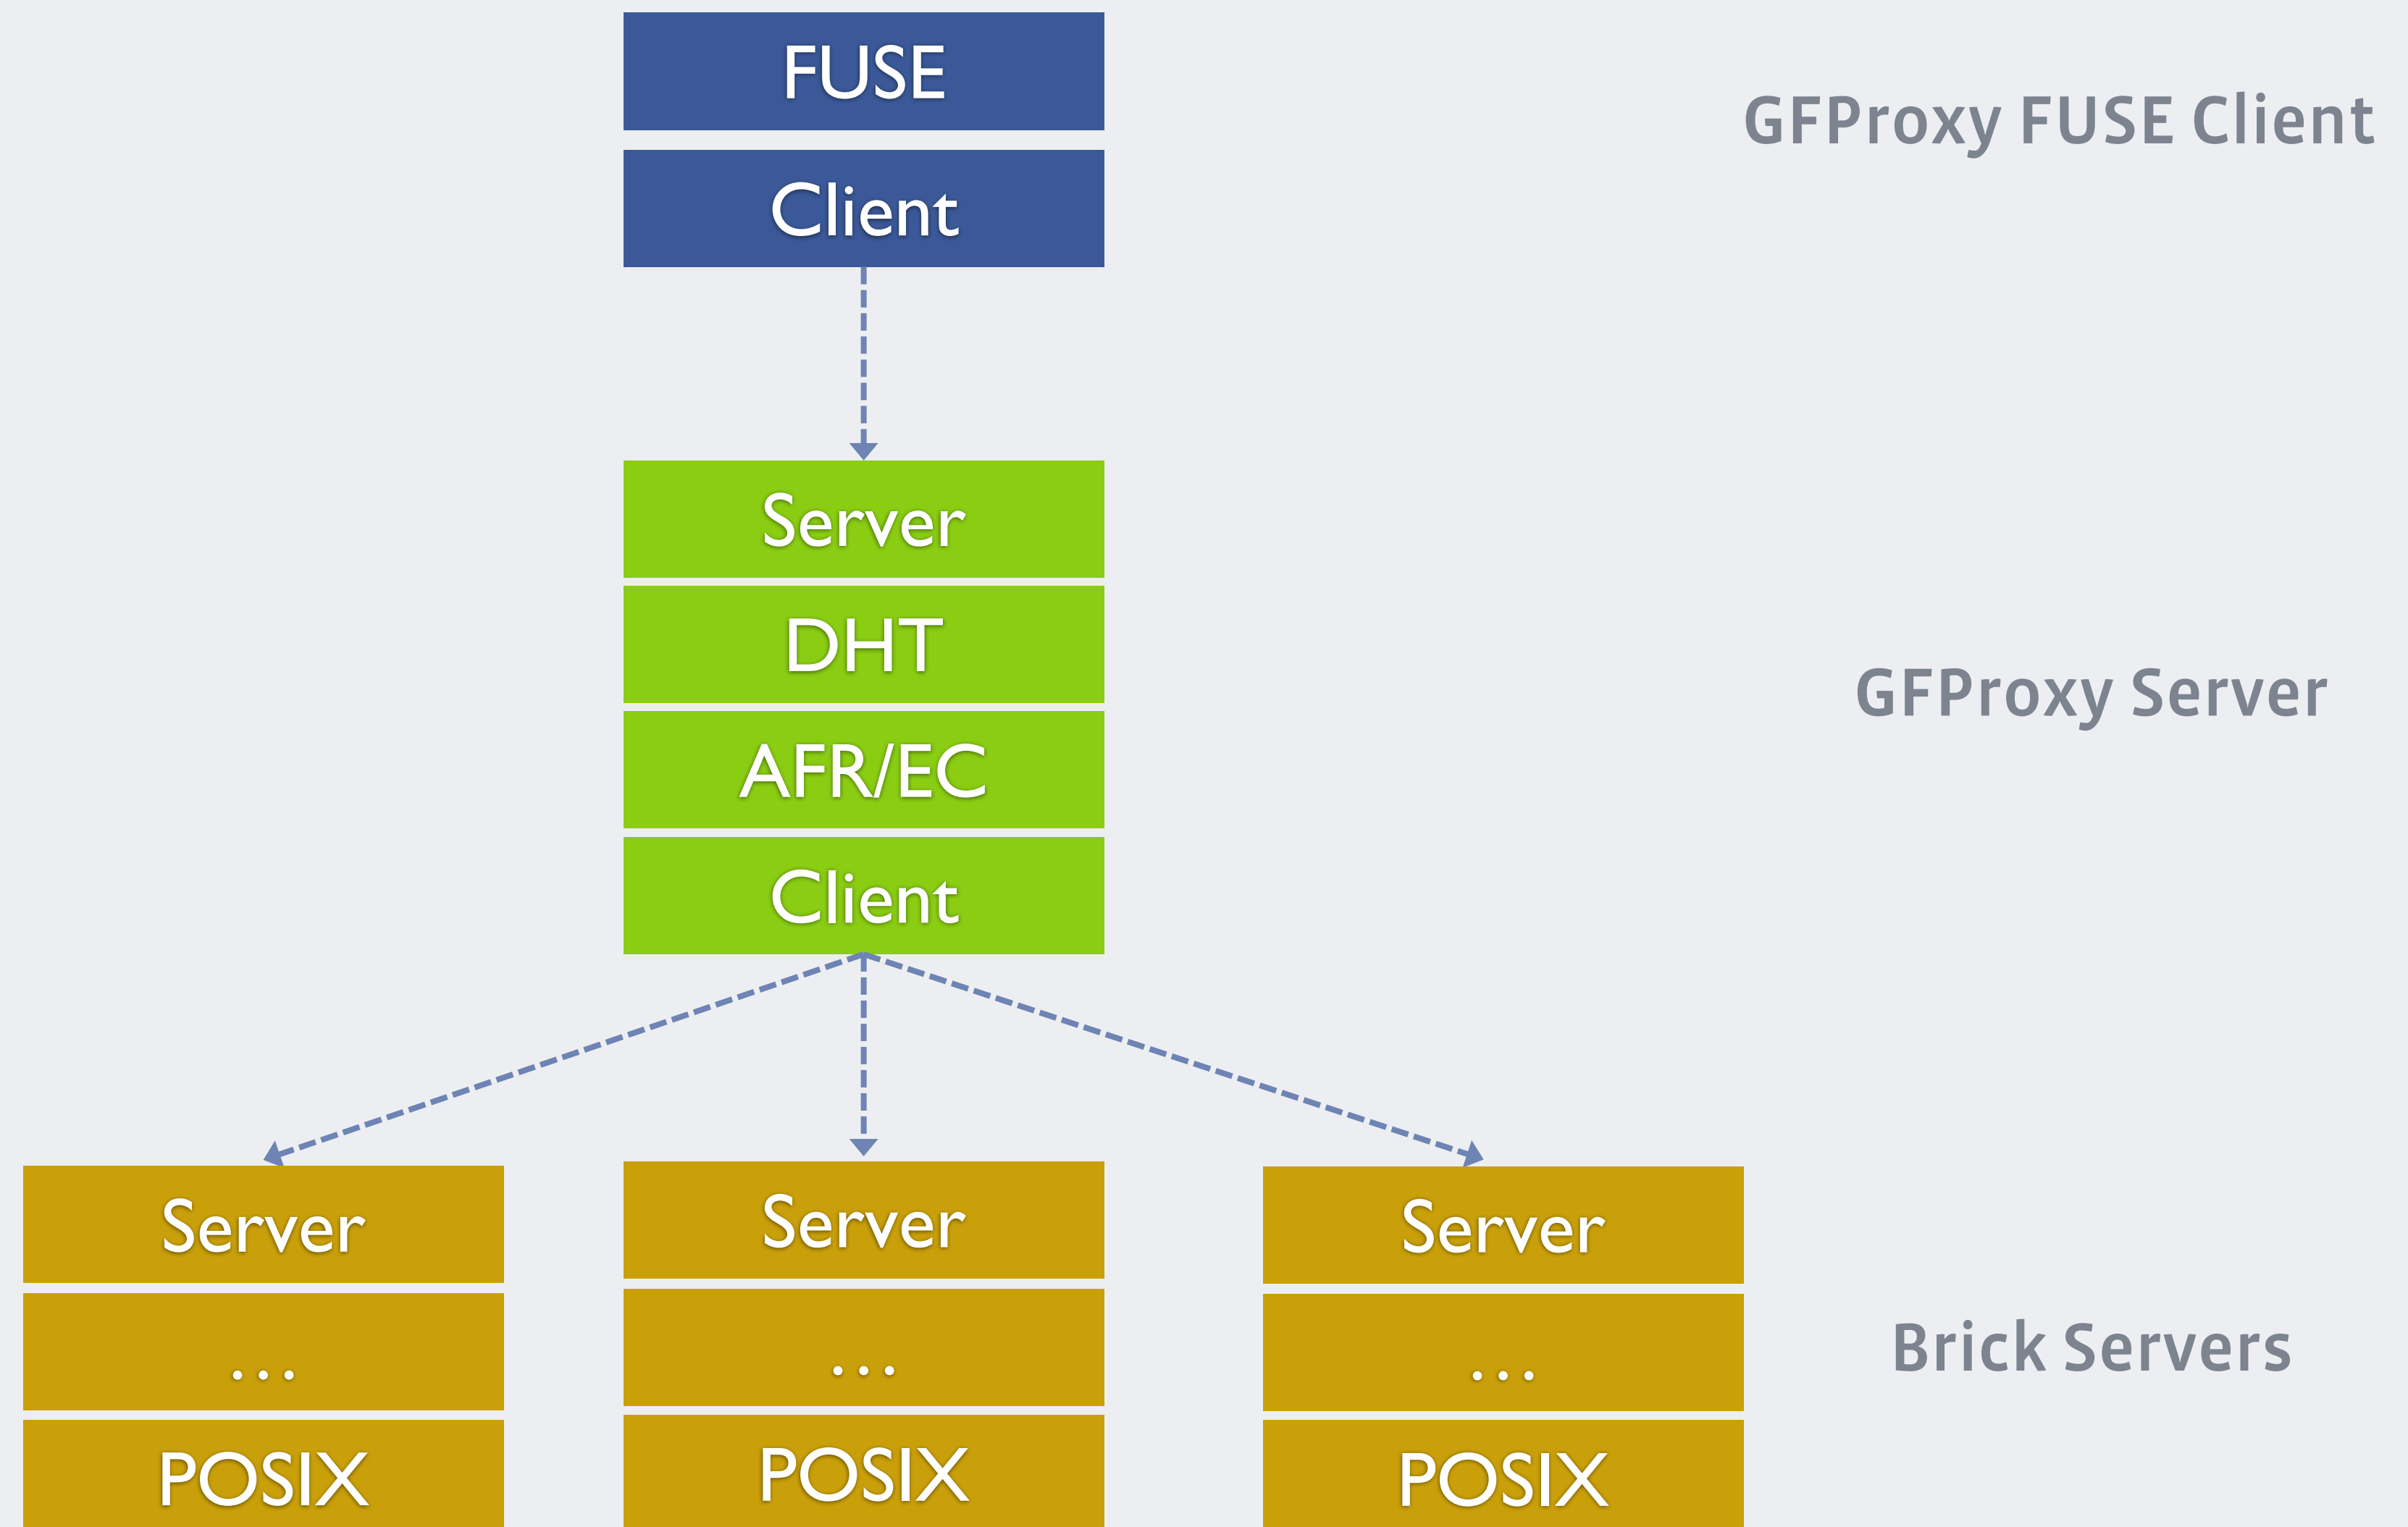 FUSE
GFProxy FUSE Client
Client
Server
DHT
GFProxy Server
AFR/EC
Client
Server
Server
Server
...
...
...
Brick Servers
POSIX
POSIX
POSIX